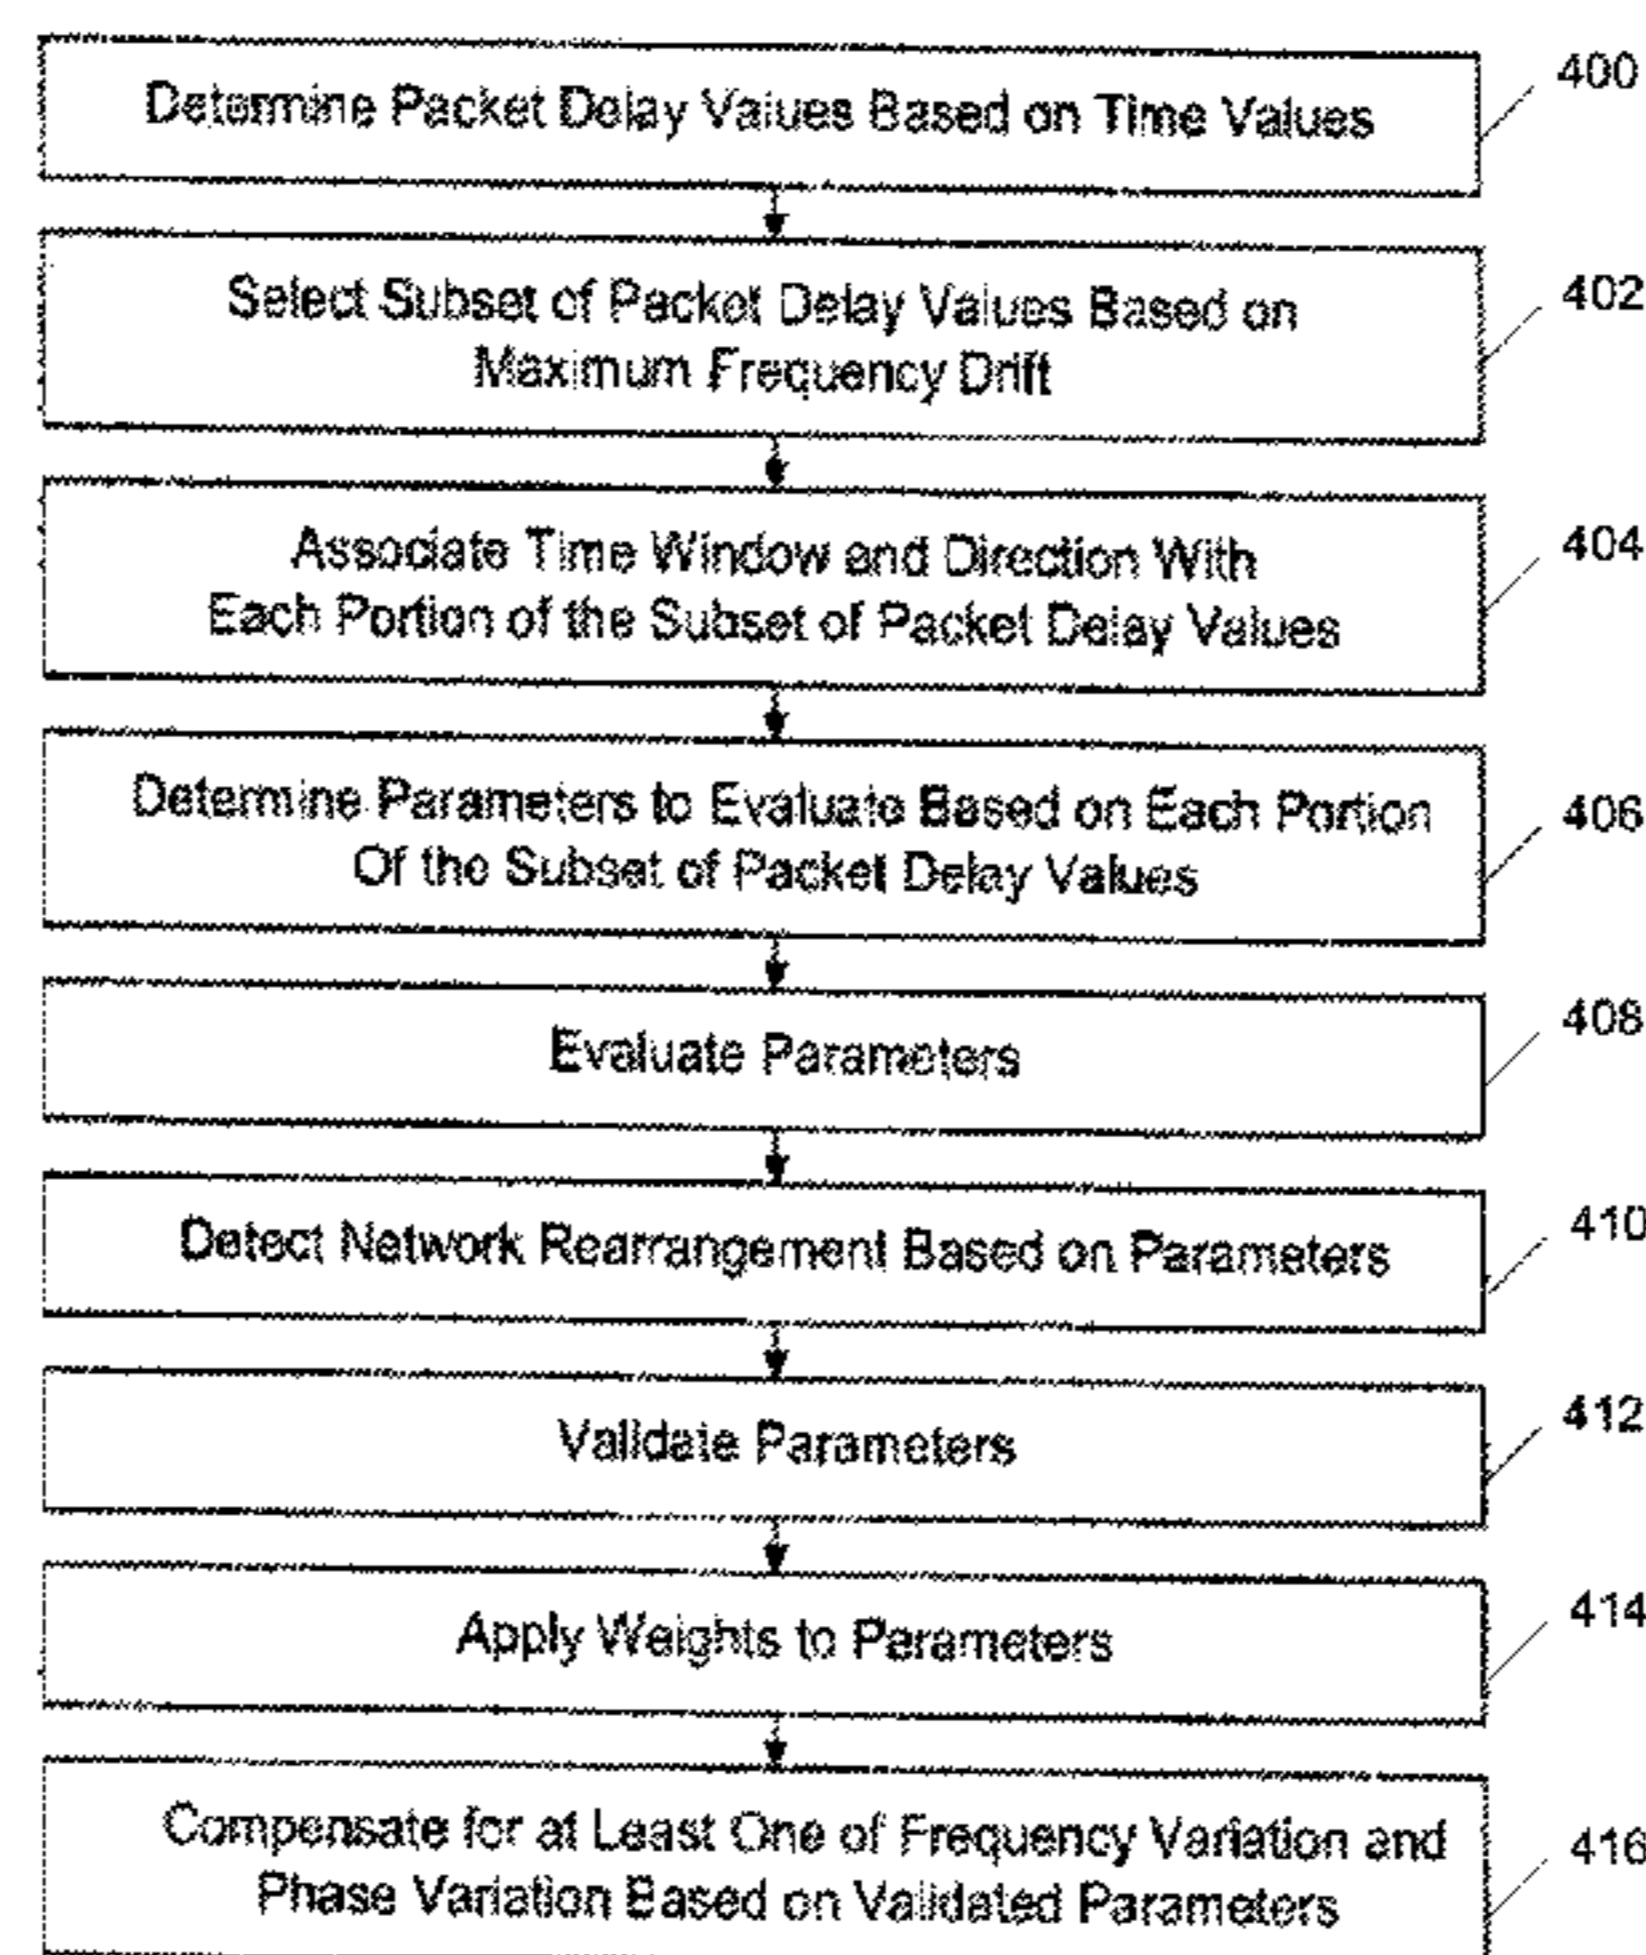 Determine Packet Delay Values Based on Time Values
400
Select Subset of Packet Delay Values Based on
Maximum Frequency Drift
402
Associate Time Window and Direction With
Each Portion of the Subset of Packet Delay Values
404
Determine Parameters to Evaluate Based on Each Portion
Of the Subset of Packet Delay Values
406
Evaluate Parameters
408
Detect Network Rearrangement Based on Parameters
410
Validate Parameters
412
Apply Weights to Parameters
414
Compensate for at Least One of Frequency Variation and
Phase Variation Based on Validated Parameters
416